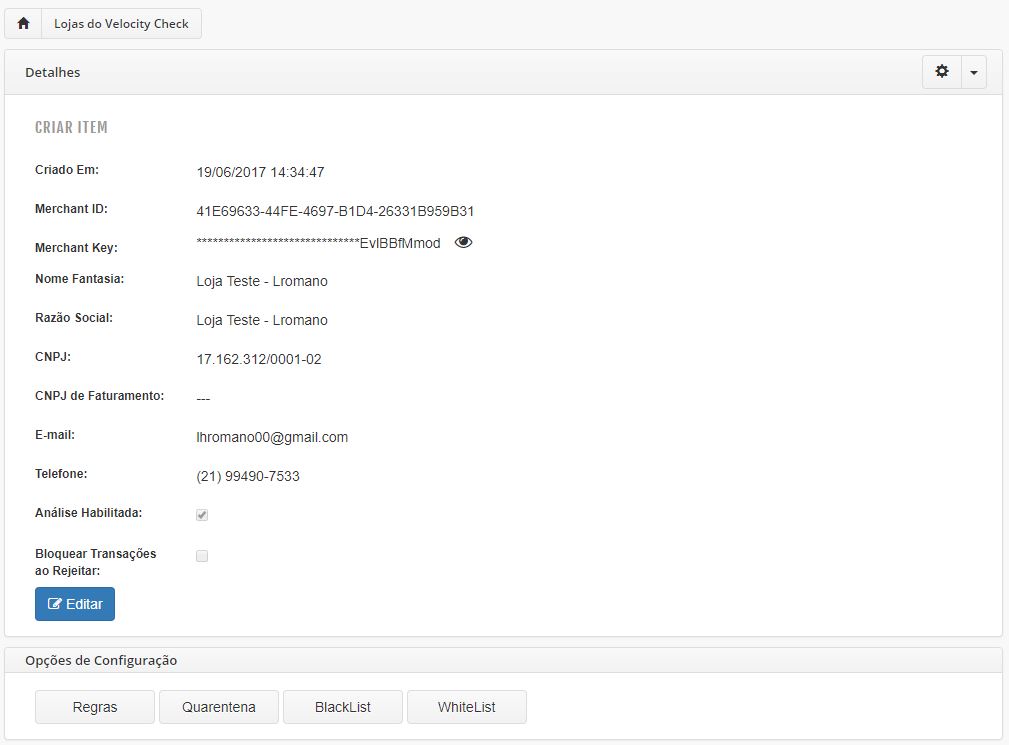 Lojas do Velocity Check
Detalhes
CRIAR ITEM
Criado Em: 19/06/2017 14:34:47
Merchant ID: 41E69633-44FE-4697-B1D4-26331B959B31
Merchant Key: ******************************EvIBBfMmod
Nome Fantasia: Loja Teste - Lromano
Razão Social: Loja Teste - Lromano
CNPJ: 17.162.312/0001-02
CNPJ de Faturamento: ---
E-mail: lhromano00@gmail.com
Telefone: (21) 99490-7533
Análise Habilitada:
Bloquear Transações
ao Rejeitar:
Editar
Opções de Configuração
Regras Quarentena BlackList WhiteList